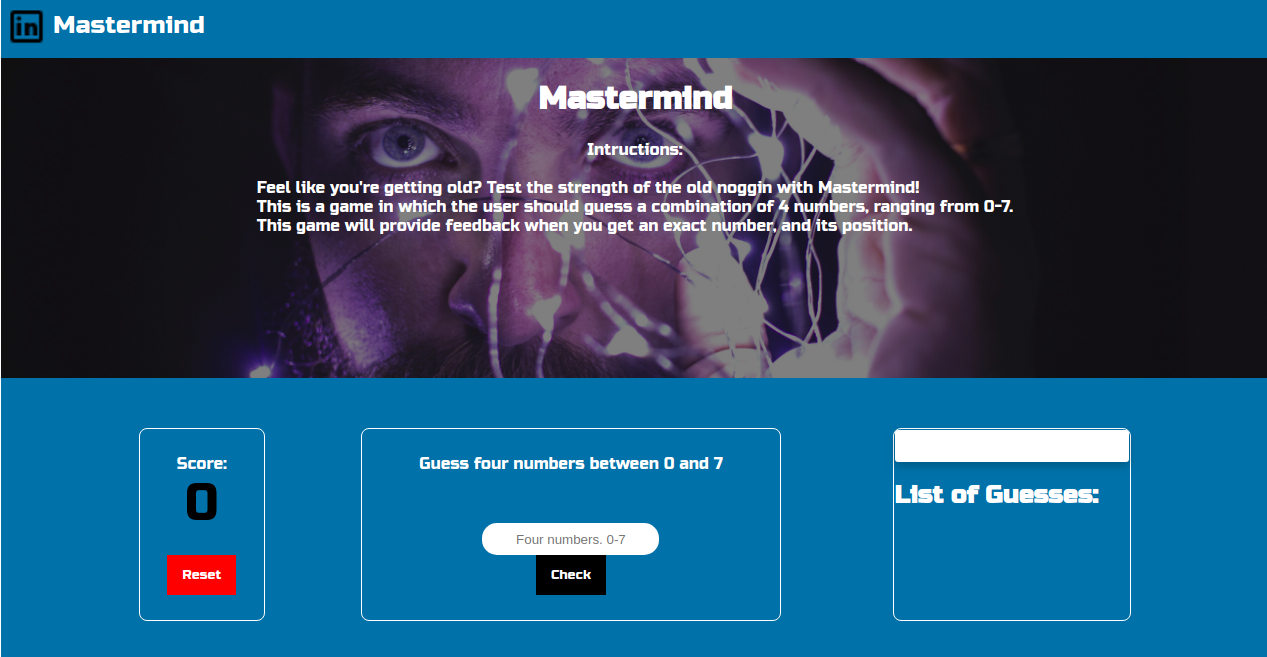 in Mastermind
Mastermind
Intructions:
Feel like you're getting old? Test the strength of the old noggin with Mastermind!
This is a game in which the user should guess a combination of 4 numbers, ranging from 0-7.
This game will provide feedback when you get an exact number, and its position.
Score:
0
Reset
Guess four numbers between 0 and 7
Four numbers. 0-7
Check
List of Guesses: